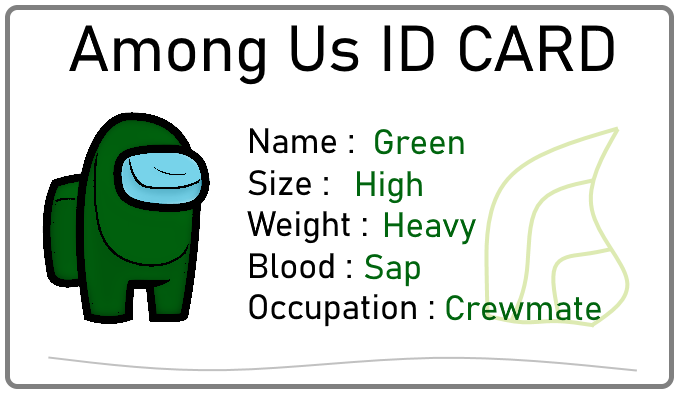 Among Us ID CARD
Name : Green
Size : High
Weight : Heavy
Blood : Sap
Occupation : Crewmate